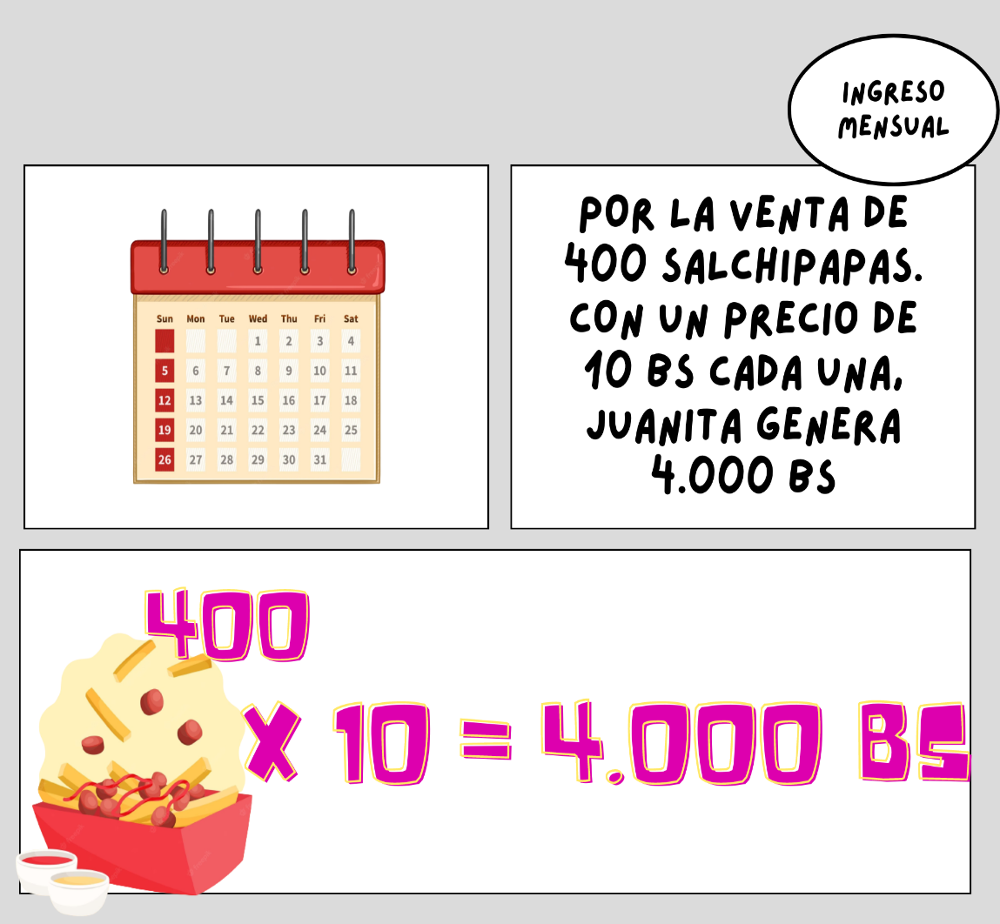 INGRESO
MENSUAL
Sun Mon Tue Wed Thu Fri Sat
1 2 3 4
5 6 7 8 9 10 11
12 13 14 15 16 17 18
19 20 21 22 23 24 25
26 27 28 29 30 31
POR LA VENTA DE
400 SALCHIPAPAS.
CON UN PRECIO DE
10 BS CADA UNA,
JUANITA GENERA
4.000 BS
400
X 10 = 4.000 BS